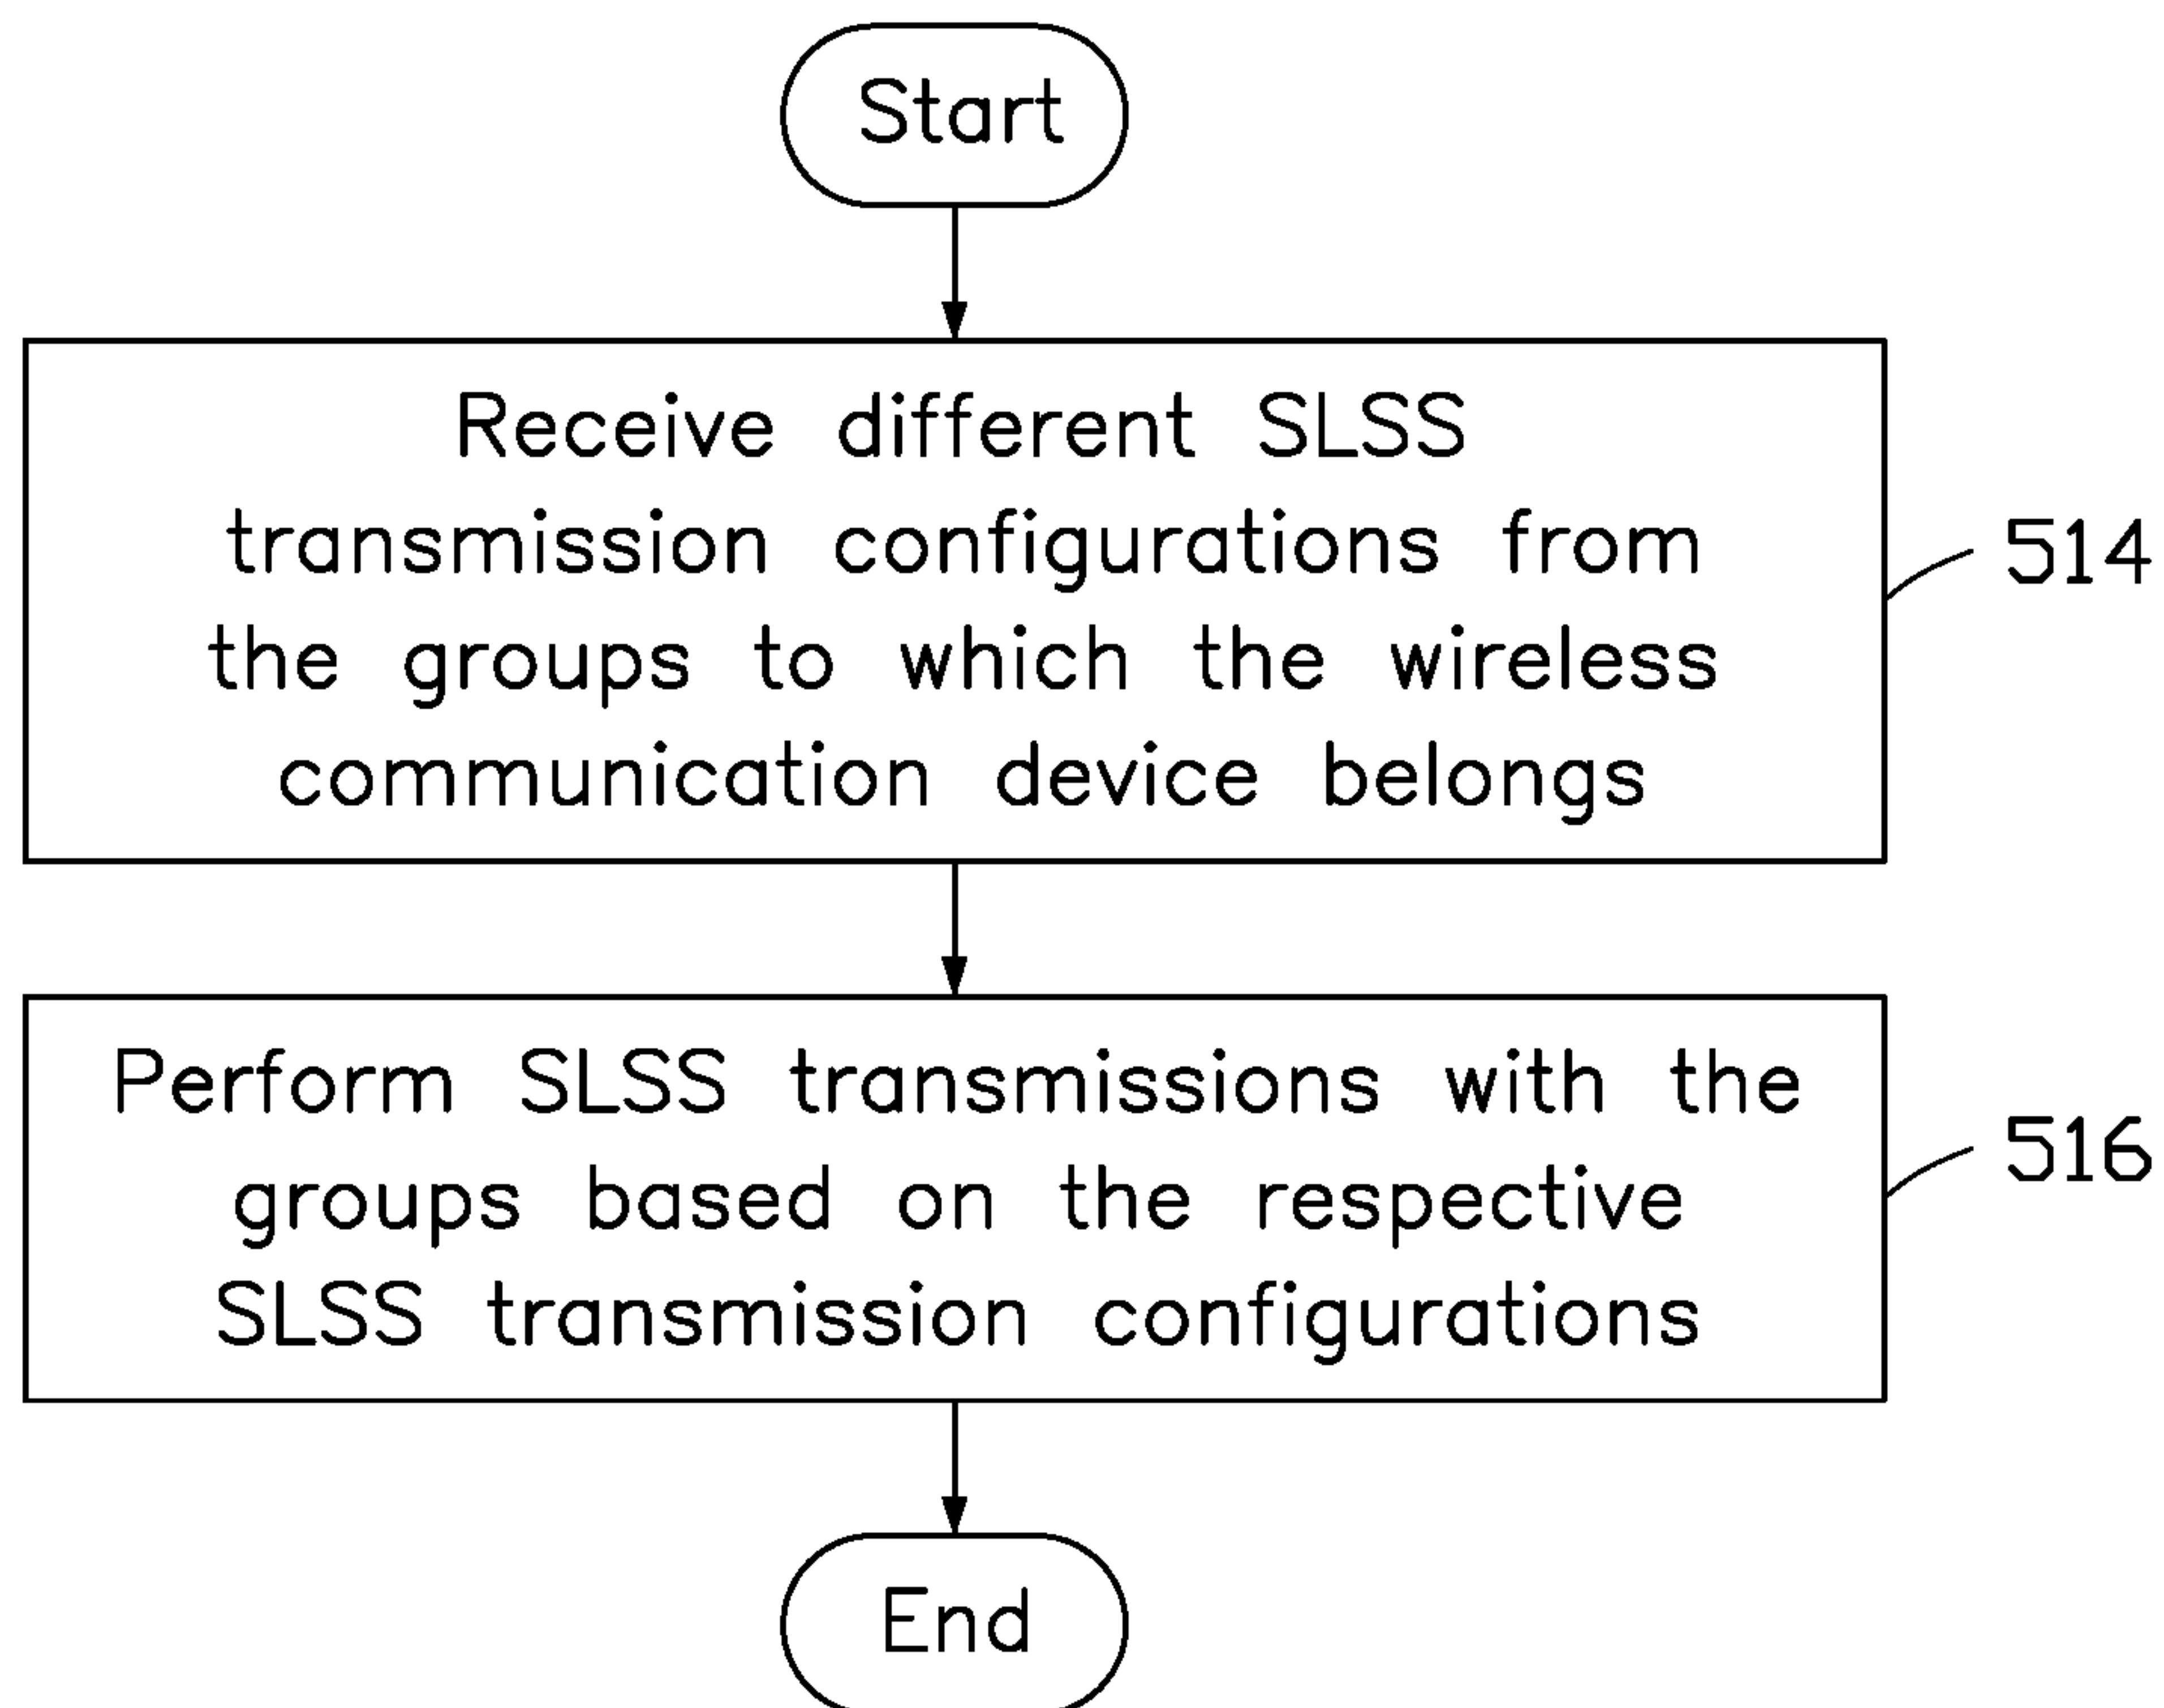 Start
Receive different SLSS
transmission configurations from
the groups to which the wireless
communication device belongs
514
Perform SLSS transmissions with the
groups based on the respective
SLSS transmission configurations
516
End